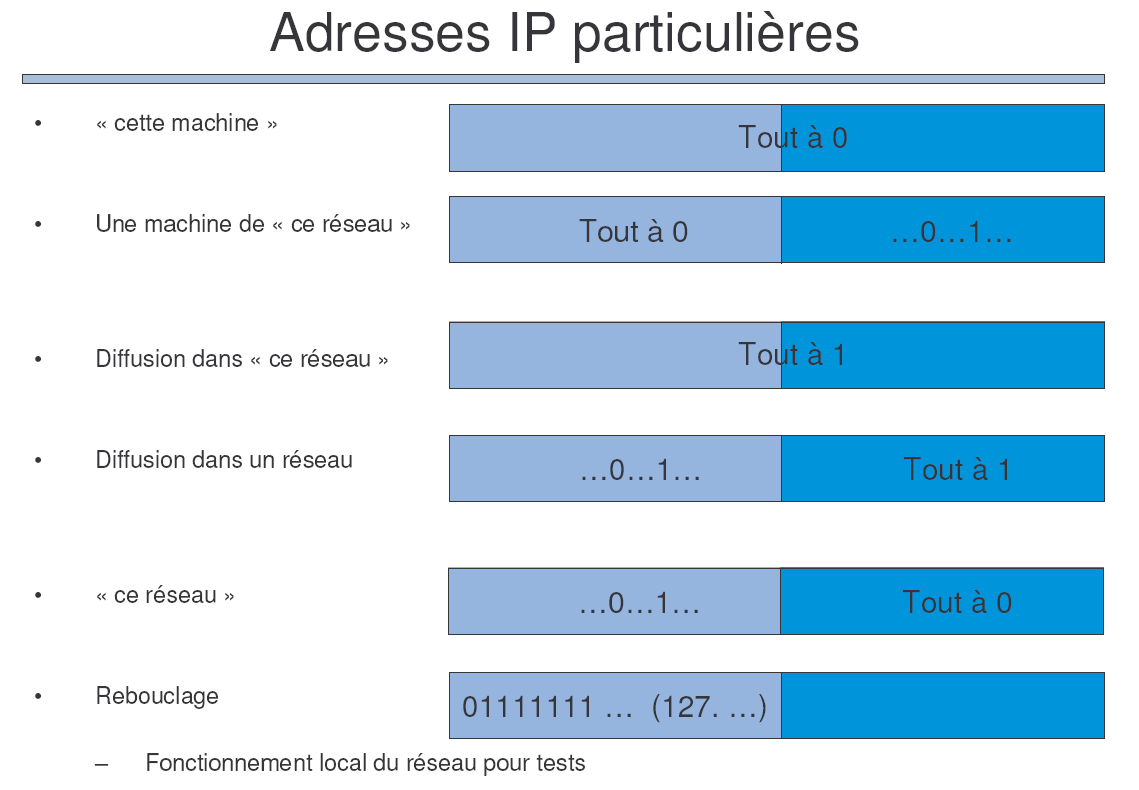 Adresses IP particulières
• « cette machine »
Tout à 0
• Une machine de « ce réseau »
Tout à 0 …0…1…
• Diffusion dans « ce réseau »
Tout à 1
• Diffusion dans un réseau
…0…1… Tout à 1
• « ce réseau »
…0…1… Tout à 0
• Rebouclage
01111111 … (127. …)
– Fonctionnement local du réseau pour tests